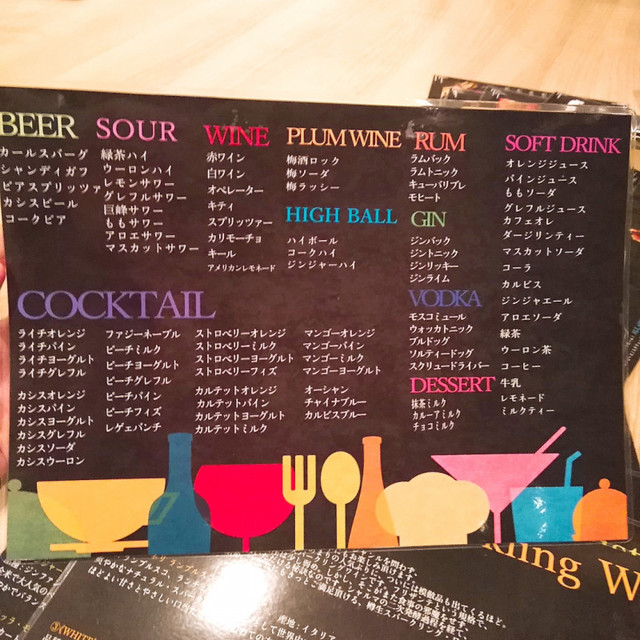 BEER
カールスバーグ
シャンディガフ
ビアスプリッツァ
カシスビール
コークビア
SOUR
緑茶ハイ
ウーロンハイ
レモンサワー
グレフルサワー
巨峰サワー
ももサワー
アロエサワー
マスカットサワー
WINE
赤ワイン
白ワイン
オペレーター
キティ
スプリッツァー
カリモーチョ
キール
アメリカンレモネード
PLUM WINE
梅酒ロック
梅ソーダ
梅ラッシー
HIGH BALL
ハイボール
コークハイ
ジンジャーハイ
RUM
ラムバック
ラムトニック
キューバリブレ
モヒート
GIN
ジンバック
ジントニック
ジンリッキー
ジンライム
VODKA
モスコミュール
ウォッカトニック
ブルドッグ
ソルティードッグ
スクリュードライバー
DESSERT
抹茶ミルク
カルーアミルク
チョコミルク
SOFT DRINK
オレンジジュース
パインジュース
ももソーダ
グレフルジュース
カフェオレ
ダージリンティー
マスカットソーダ
コーラ
カルピス
ジンジャエール
アロエソーダ
緑茶
ウーロン茶
コーヒー
牛乳
レモネード
ミルクティー
COCKTAIL
ライチオレンジ
ライチパイン
ライチヨーグルト
ライチグレフル
カシスオレンジ
カシスパイン
カシスヨーグルト
カシスグレフル
カシスソーダ
カシスウーロン
ファジーネーブル
ピーチミルク
ピーチヨーグルト
ピーチグレフル
ピーチパイン
ピーチフィズ
レゲェパンチ
ストロベリーオレンジ
ストロベリーミルク
ストロベリーヨーグルト
ストロベリーフィズ
カルテットオレンジ
カルテットパイン
カルテットヨーグルト
カルテットミルク
マンゴーオレンジ
マンゴーパイン
マンゴーミルク
マンゴーヨーグルト
オーシャン
チャイナブルー
カルピスブルー
産地:イタリア